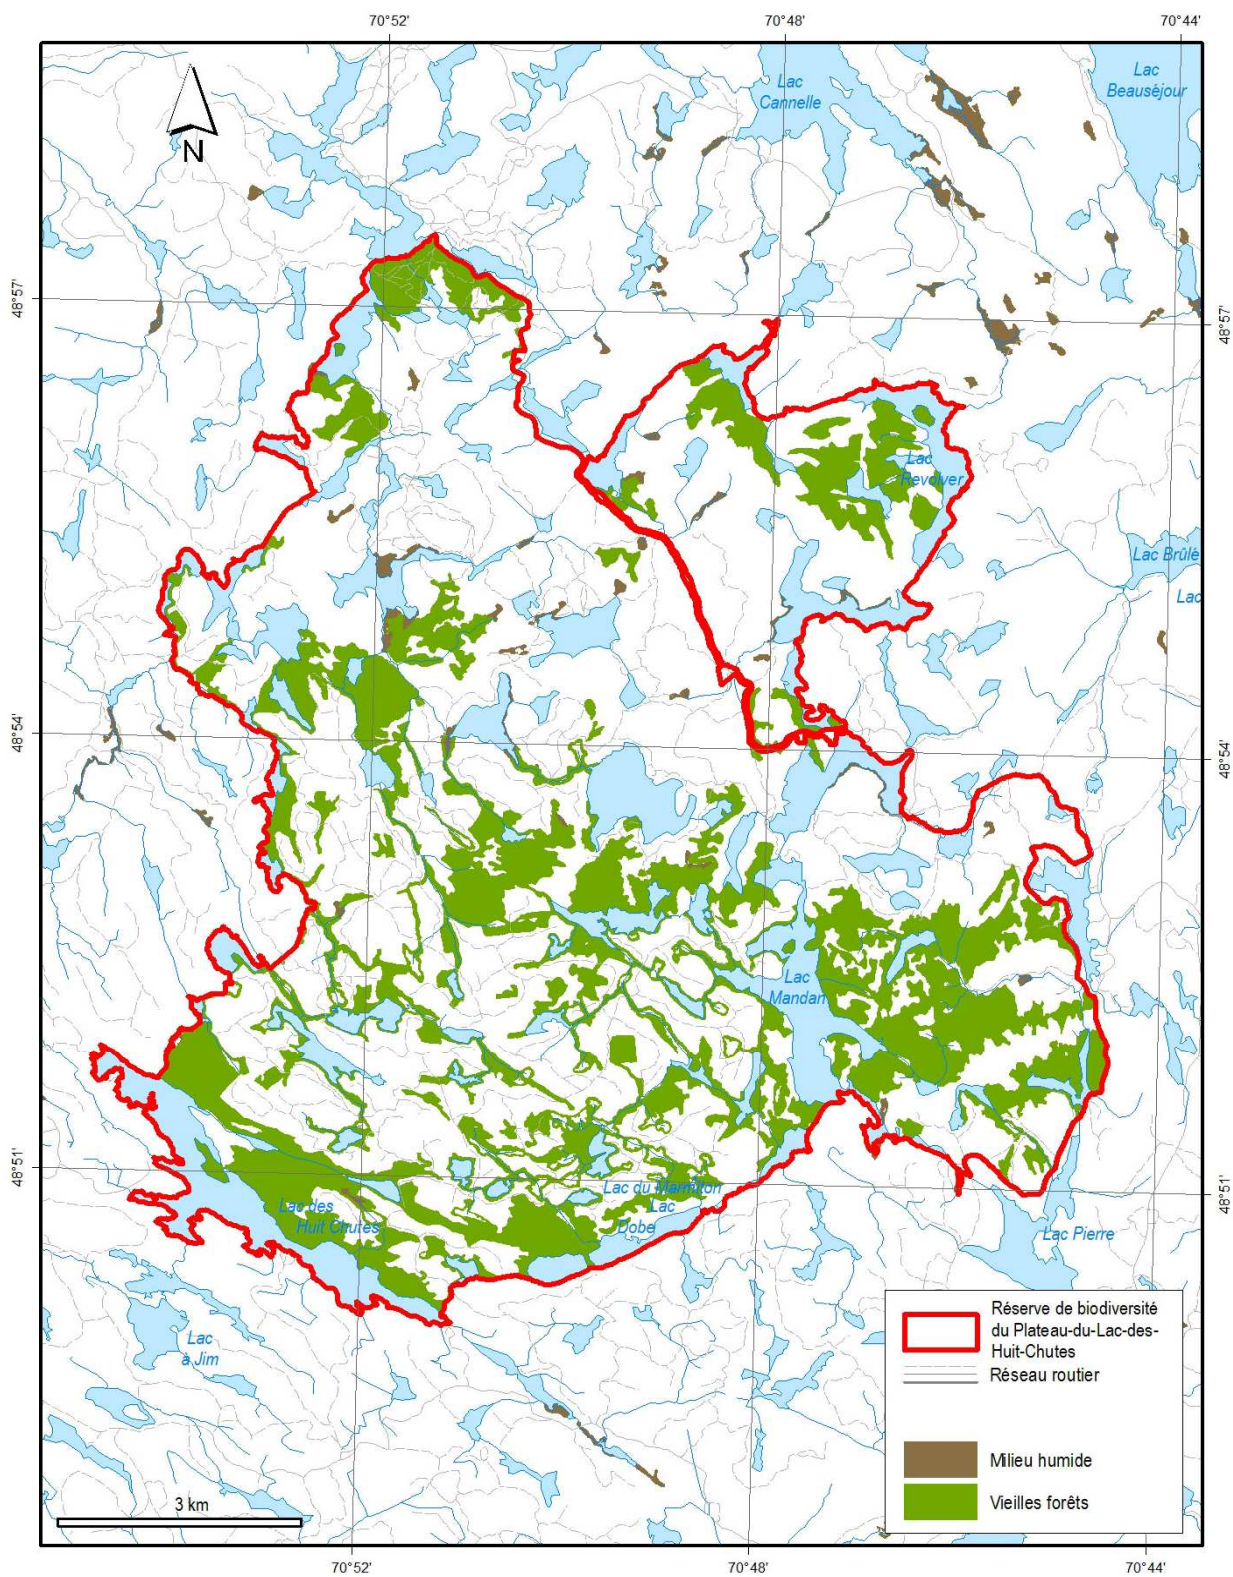 70°52'
70°48'
70°44'
Lac
Cannelle
Lac
Beauséjour
N
48°57'
48°57'
Lac
Revolver
Lac Brûlé
Lac
48°54'
48°54'
Lac
Mandan
48°51'
48°51'
Lac du Marmiton
Lac
Dobe
Lac des
Huit Chutes
Lac Pierre
Lac
à Jim
Réserve de biodiversité
du Plateau-du-Lac-des-
Huit-Chutes
Réseau routier
Milieu humide
Vieilles forêts
3 km
70°52'
70°48'
70°44'